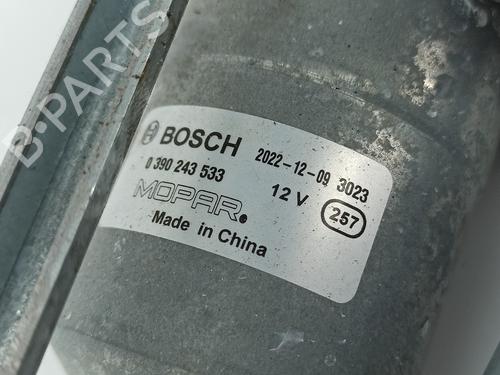 B-PARTS
BOSCH 2022-12-09 3023
0 390 243 533 12 V 257
MOPAR®
Made in China